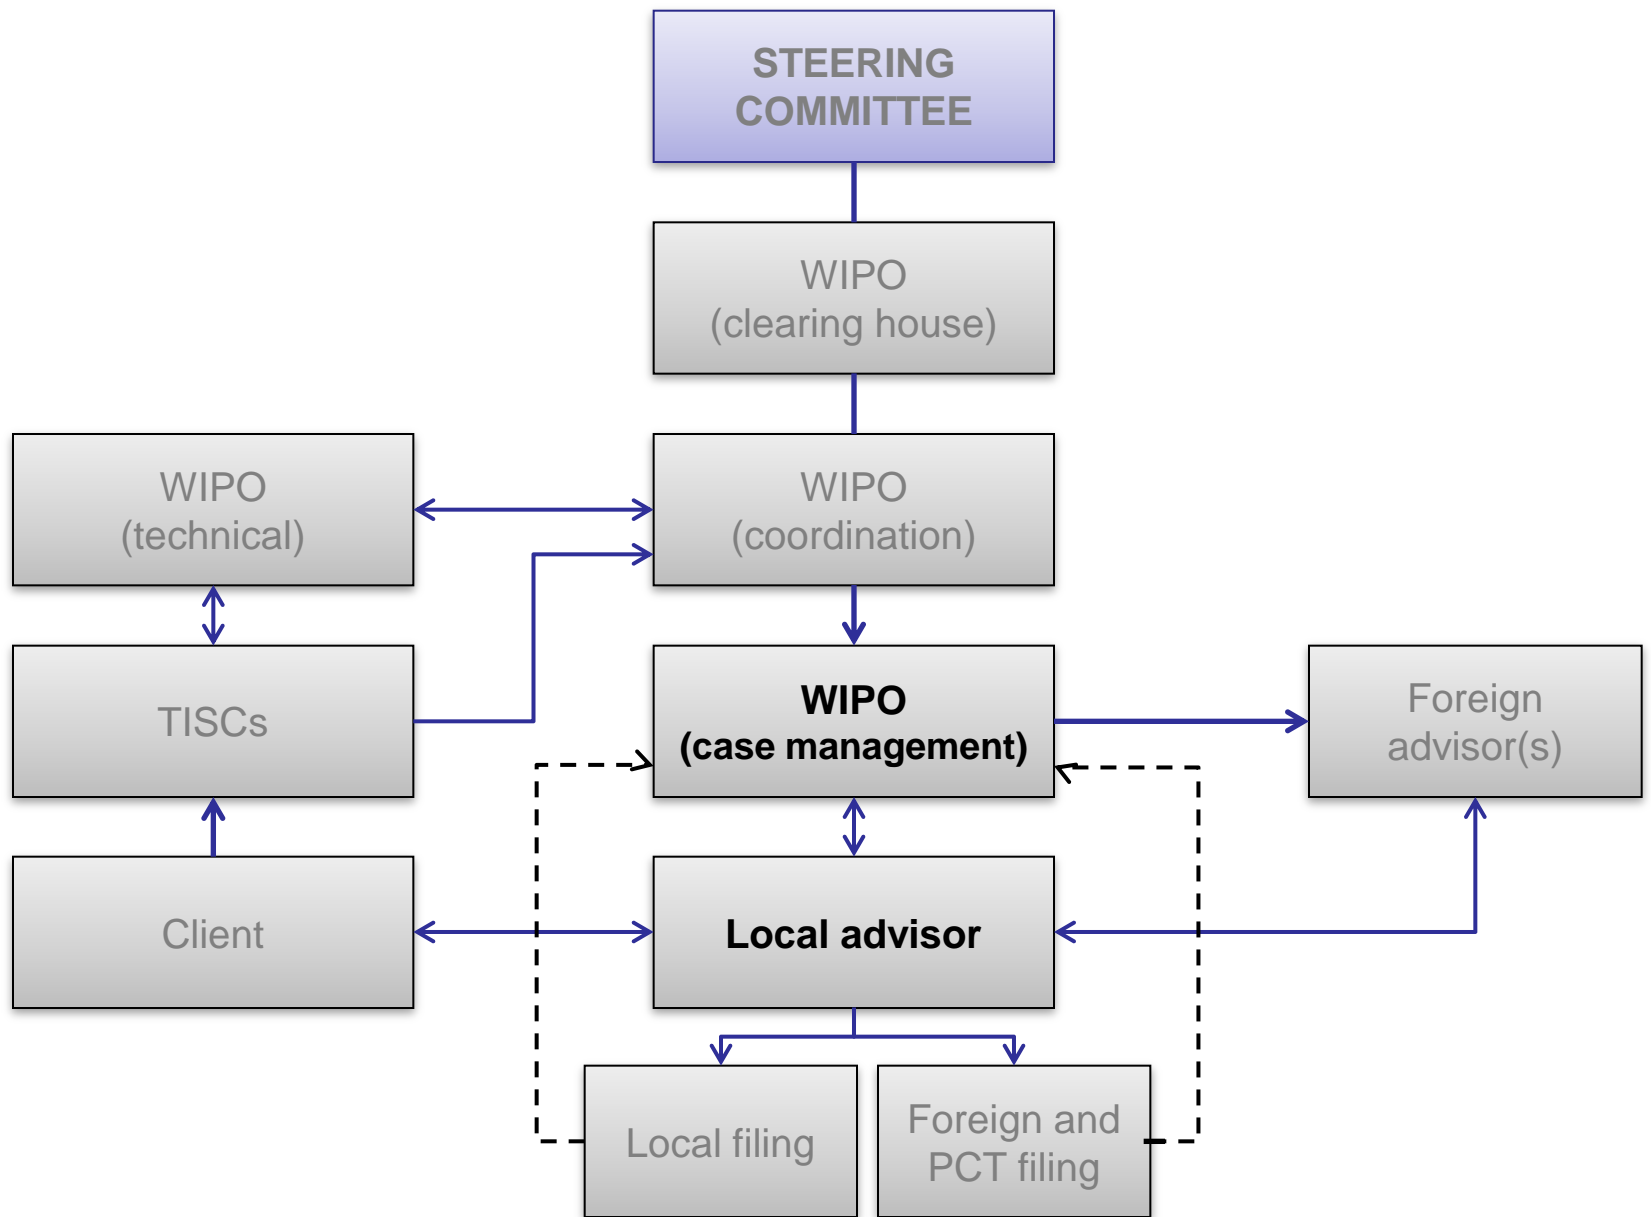 STEERING
COMMITTEE
WIPO
(clearing house)
WIPO
(technical)
WIPO
(coordination)
TISCs
WIPO
(case management)
Foreign
advisor(s)
Client
Local advisor
Local filing
Foreign and
PCT filing